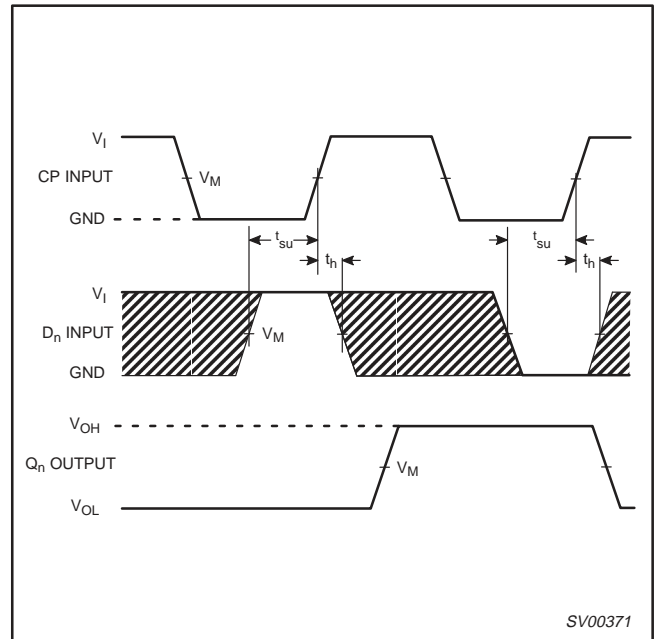 V_I
CP INPUT
V_M
GND
t_su
t_su
t_h
t_h
V_I
D_n INPUT
V_M
GND
V_OH
Q_n OUTPUT
V_M
V_OL
SV00371